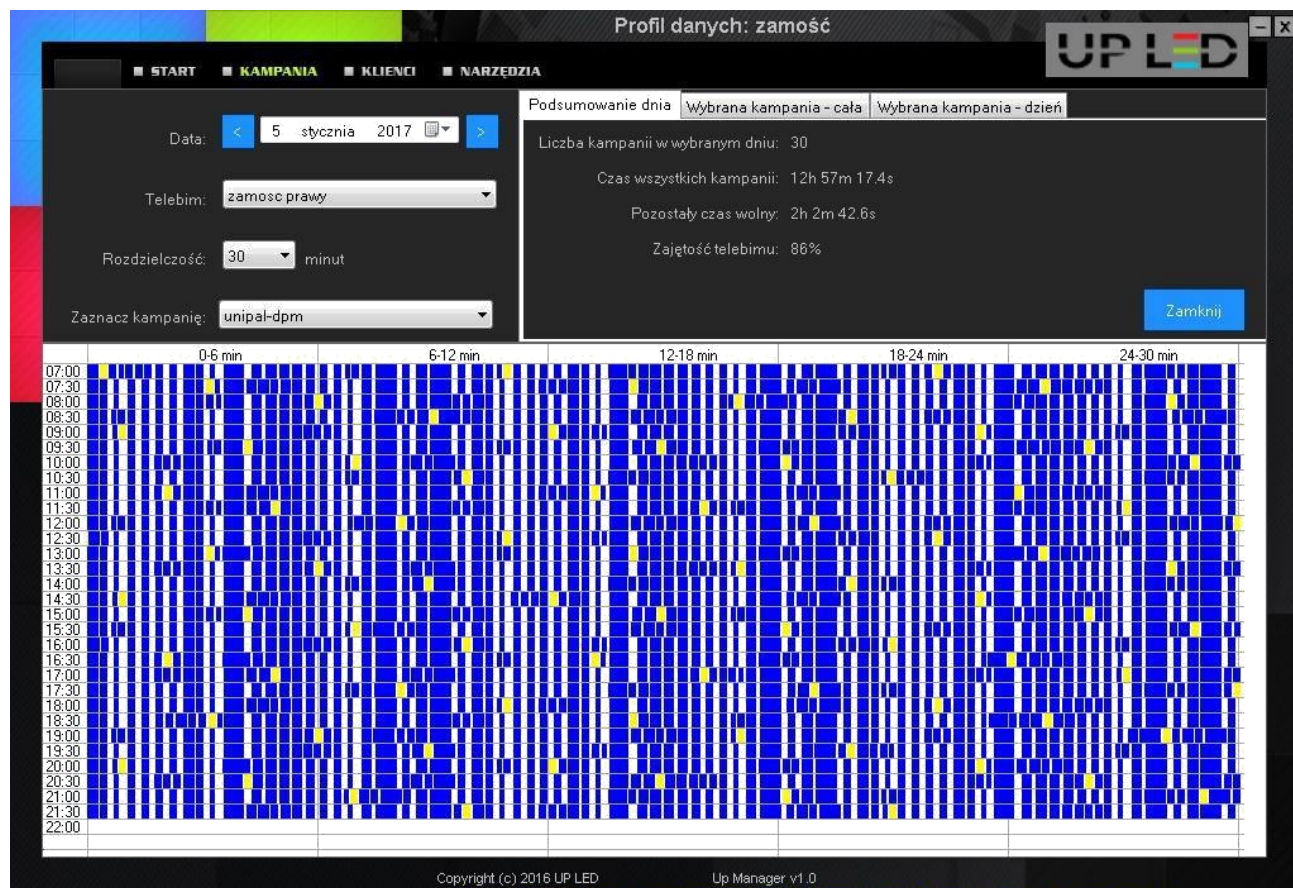 Profil danych: zamość
UP LED
START KAMPANIA KLIENCI NARZĘDZIA
Data: < 5 stycznia 2017 >
Telebim: zamosc prawy
Rozdzielczość: 30 minut
Zaznacz kampanię: unipal-dpm
Podsumowanie dnia Wybrana kampania - cała Wybrana kampania - dzień
Liczba kampanii w wybranym dniu: 30
Czas wszystkich kampanii: 12h 57m 17.4s
Pozostały czas wolny: 2h 2m 42.6s
Zajętość telebimu: 86%
Zamknij
0-6 min 6-12 min 12-18 min 18-24 min 24-30 min
07:00
07:30
08:00
08:30
09:00
09:30
10:00
10:30
11:00
11:30
12:00
12:30
13:00
13:30
14:00
14:30
15:00
15:30
16:00
16:30
17:00
17:30
18:00
18:30
19:00
19:30
20:00
20:30
21:00
21:30
22:00
Copyright (c) 2016 UP LED Up Manager v1.0